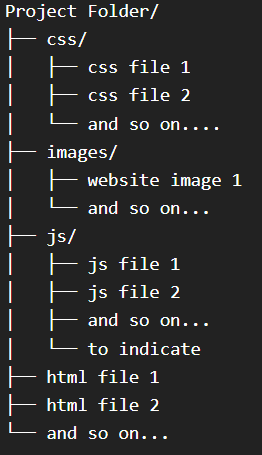 Project Folder/
├── css/
│   ├── css file 1
│   ├── css file 2
│   └── and so on....
├── images/
│   ├── website image 1
│   └── and so on...
├── js/
│   ├── js file 1
│   ├── js file 2
│   ├── and so on...
│   └── to indicate
├── html file 1
├── html file 2
└── and so on...